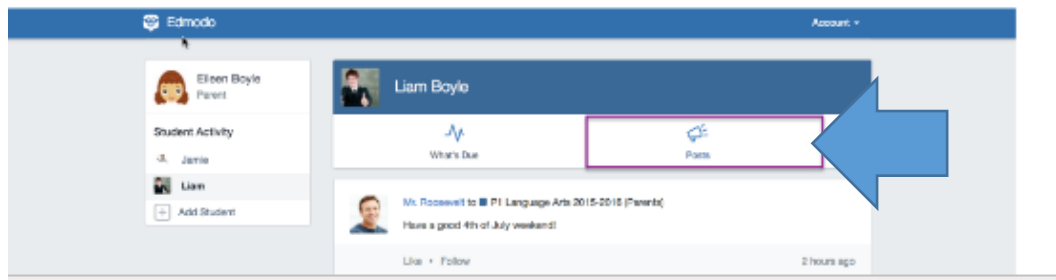 Edmodo
Account
Eileen Boyle
Parent
Student Activity
Jamie
Liam
Add Student
Liam Boyle
What's Due
Posts
Mr. Roosevelt to P1 Language Arts 2015-2016 (Parents)
Have a good 4th of July weekend!
Like • Follow
2 hours ago